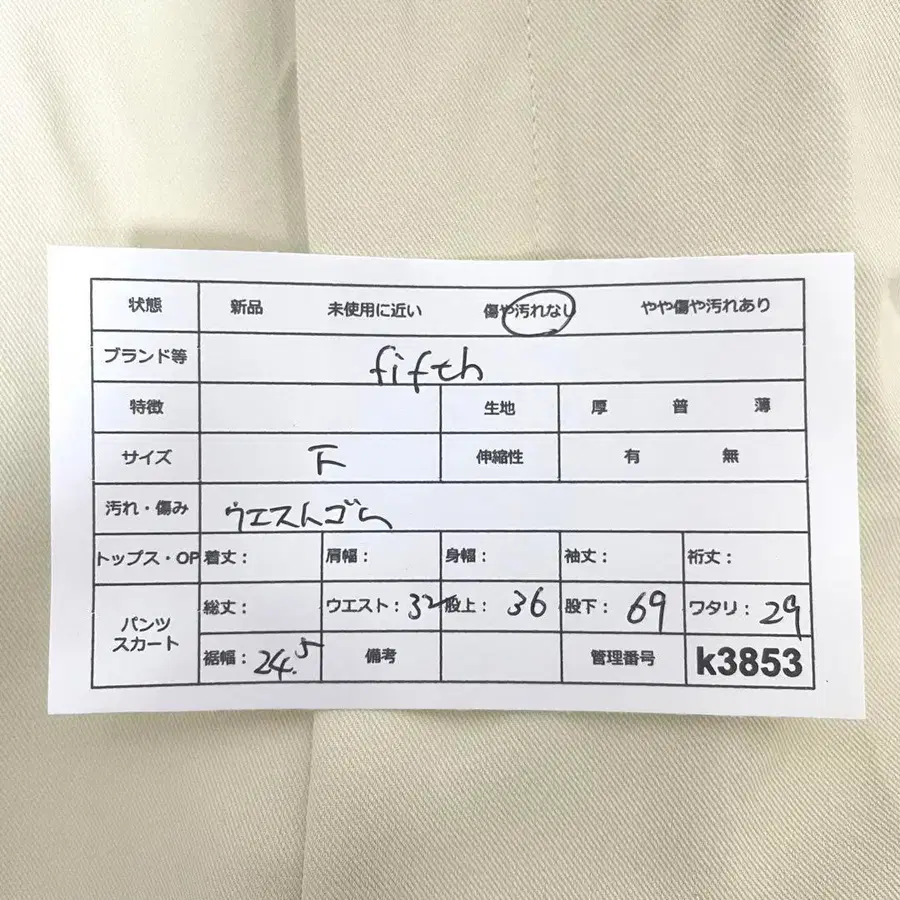 状態 新品 未使用に近い 傷や汚れなし やや傷や汚れあり
ブランド等 fifth
特徴 生地 厚 普 薄
サイズ F 伸縮性 有 無
汚れ・傷み ウエストゴム
トップス・OP 着丈: 肩幅: 身幅: 袖丈: 裄丈:
パンツ スカート 総丈: ウエスト: 32 股上: 36 股下: 69 ワタリ: 29
裾幅: 24.5 備考 管理番号 k3853